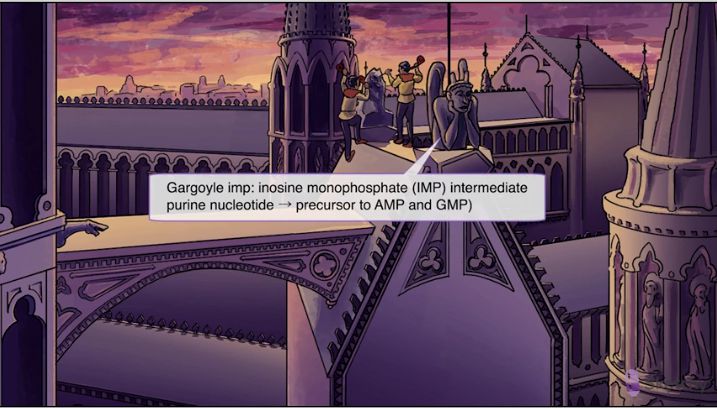 Gargoyle imp: inosine monophosphate (IMP) intermediate
purine nucleotide → precursor to AMP and GMP)